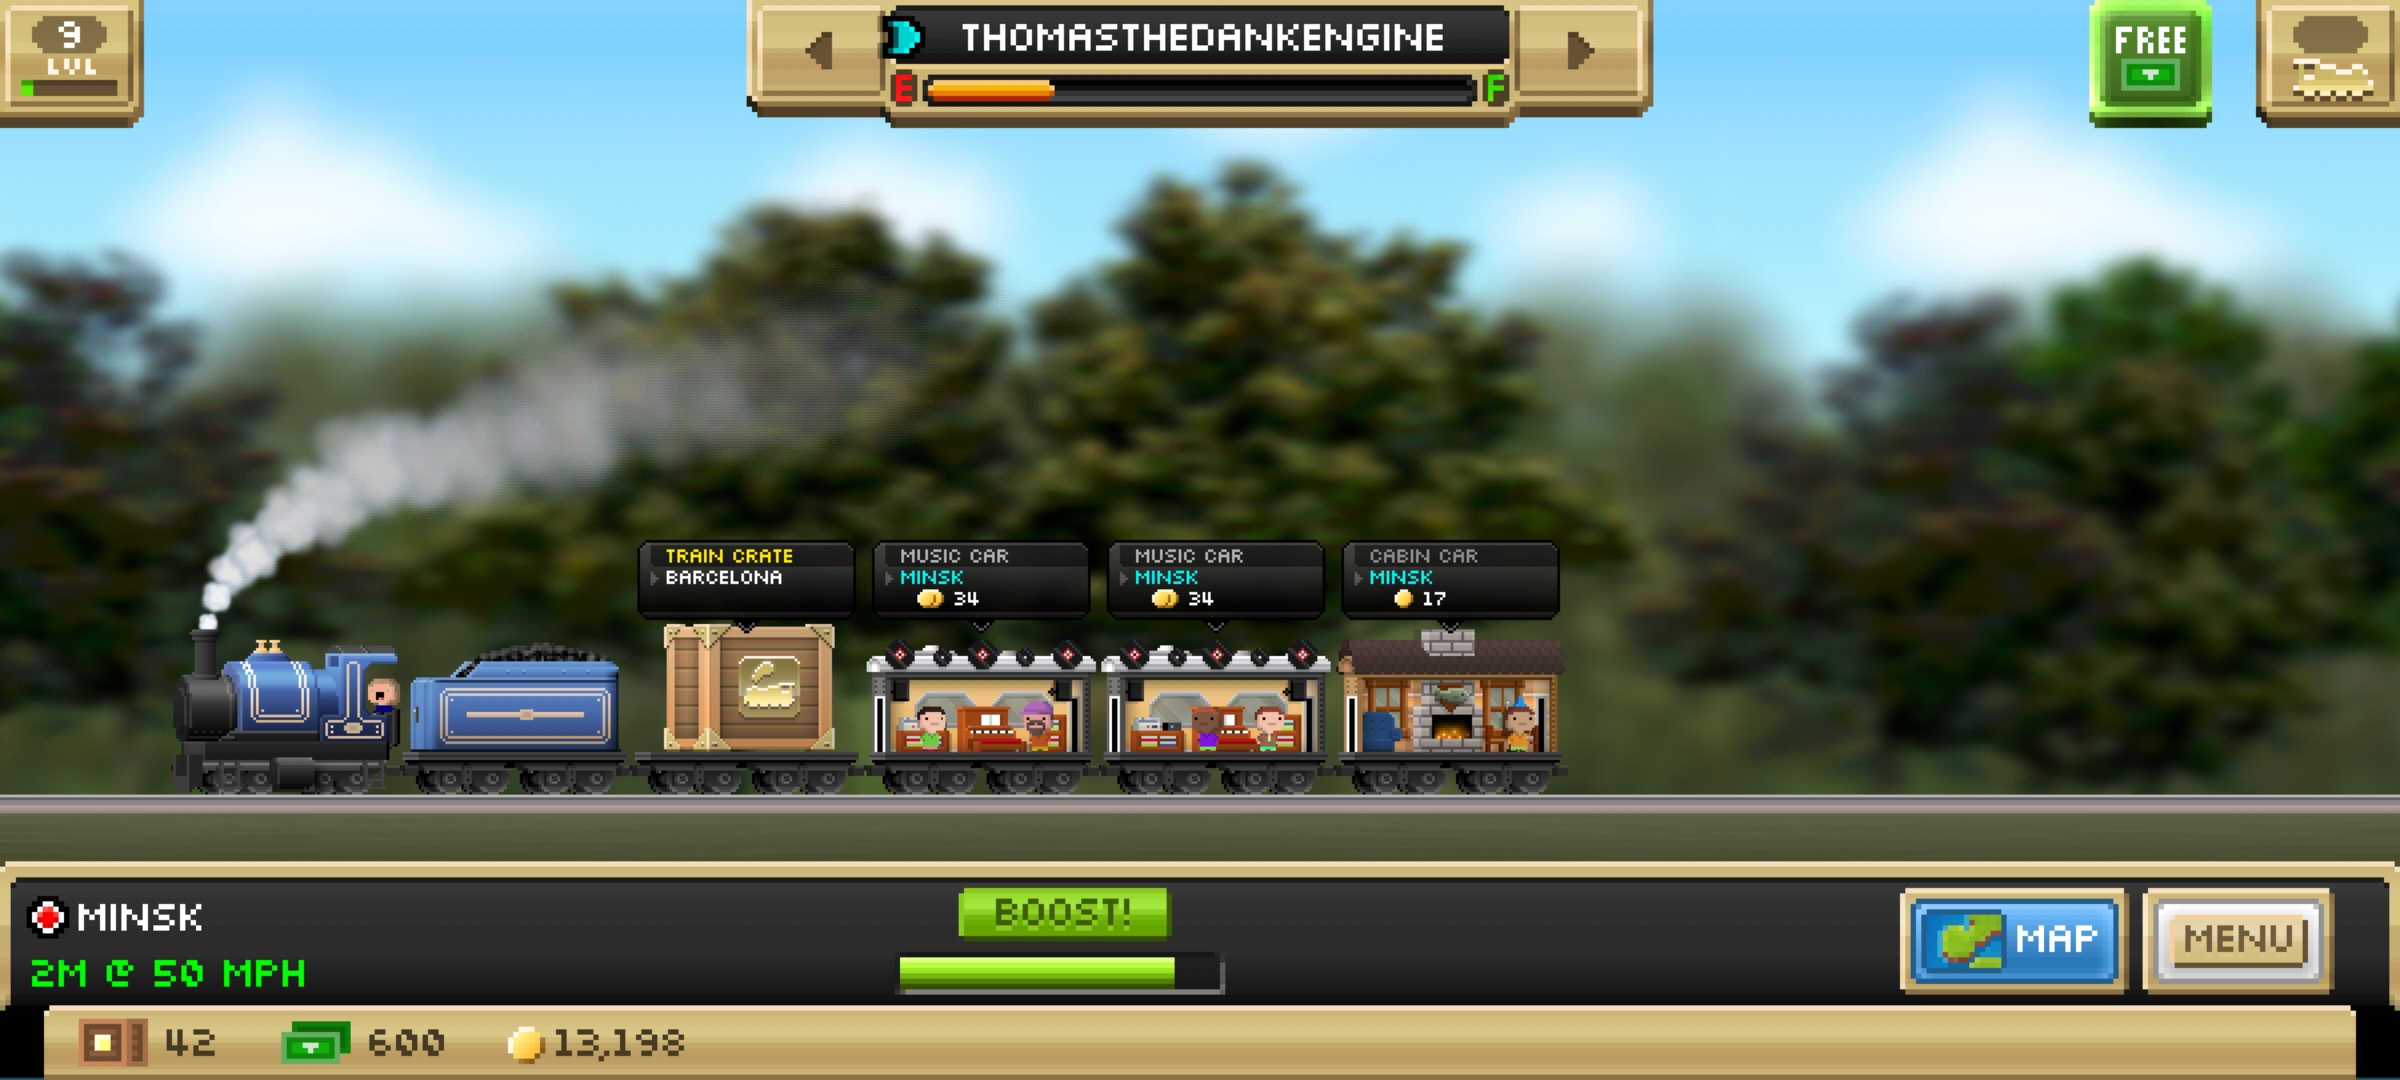 9
LVL
THOMASTHEDANKENGINE
E F
FREE
TRAIN CRATE
BARCELONA
MUSIC CAR
MINSK
34
MUSIC CAR
MINSK
34
CABIN CAR
MINSK
17
MINSK
2M @ 50 MPH
BOOST!
MAP
MENU
42
600
13,198